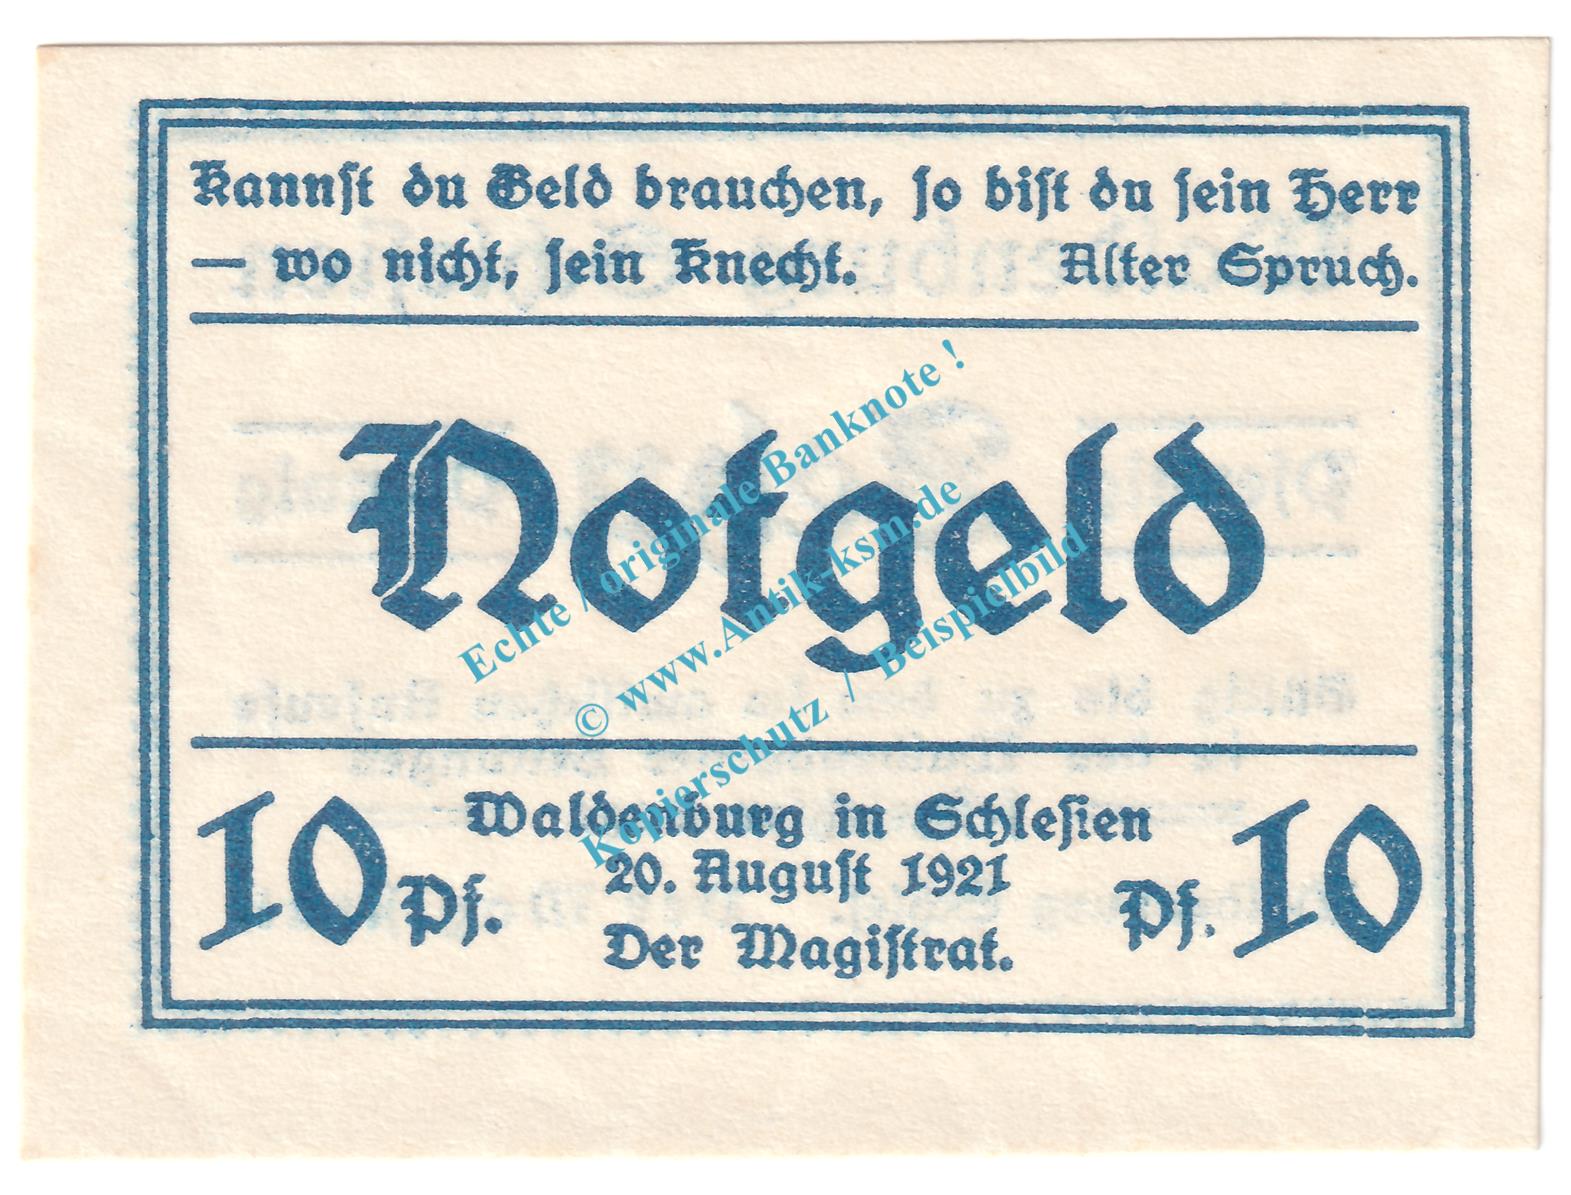 Kannst du Geld brauchen, so bist du sein Herr
— wo nicht, sein Knecht. Alter Spruch.
Notgeld
10 Pf.
Waldenburg in Schlesien
20. August 1921
Der Magistrat.
Pf. 10
Echte / originale Banknote !
© www.Antik-ksm.de
Kopierschutz / Beispielbild